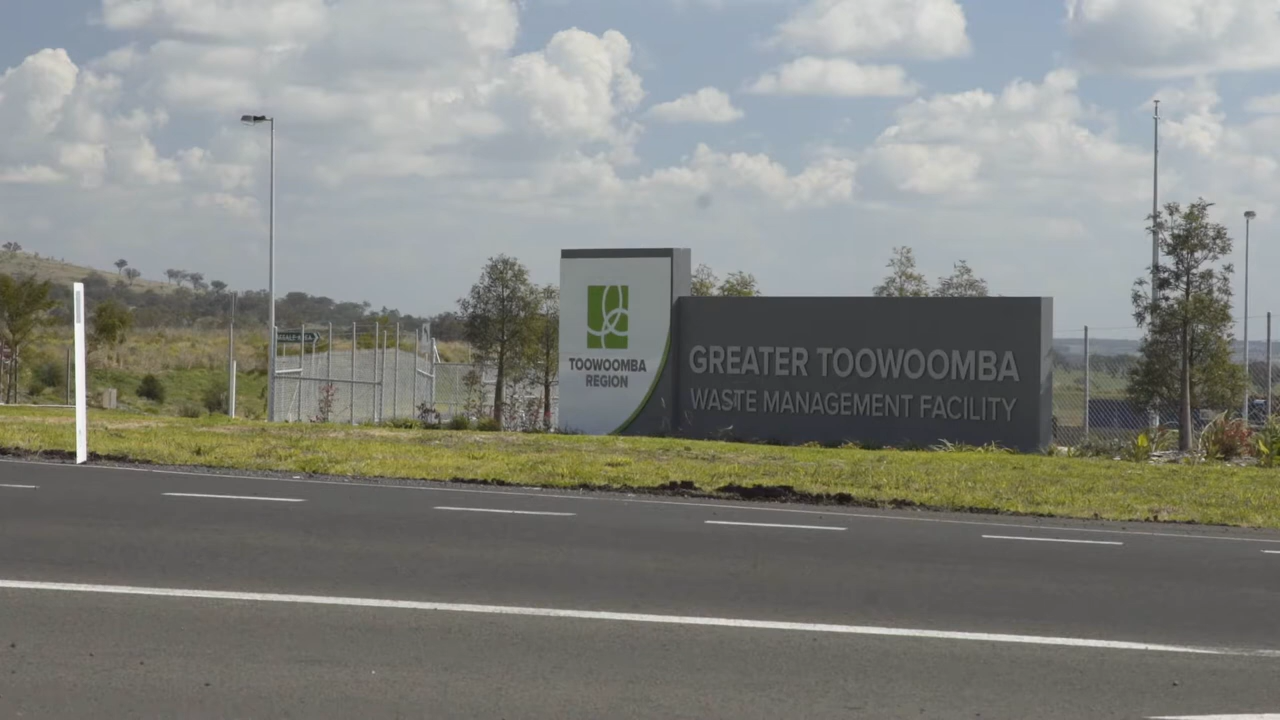 TOOWOOMBA
REGION
GREATER TOOWOOMBA
WASTE MANAGEMENT FACILITY